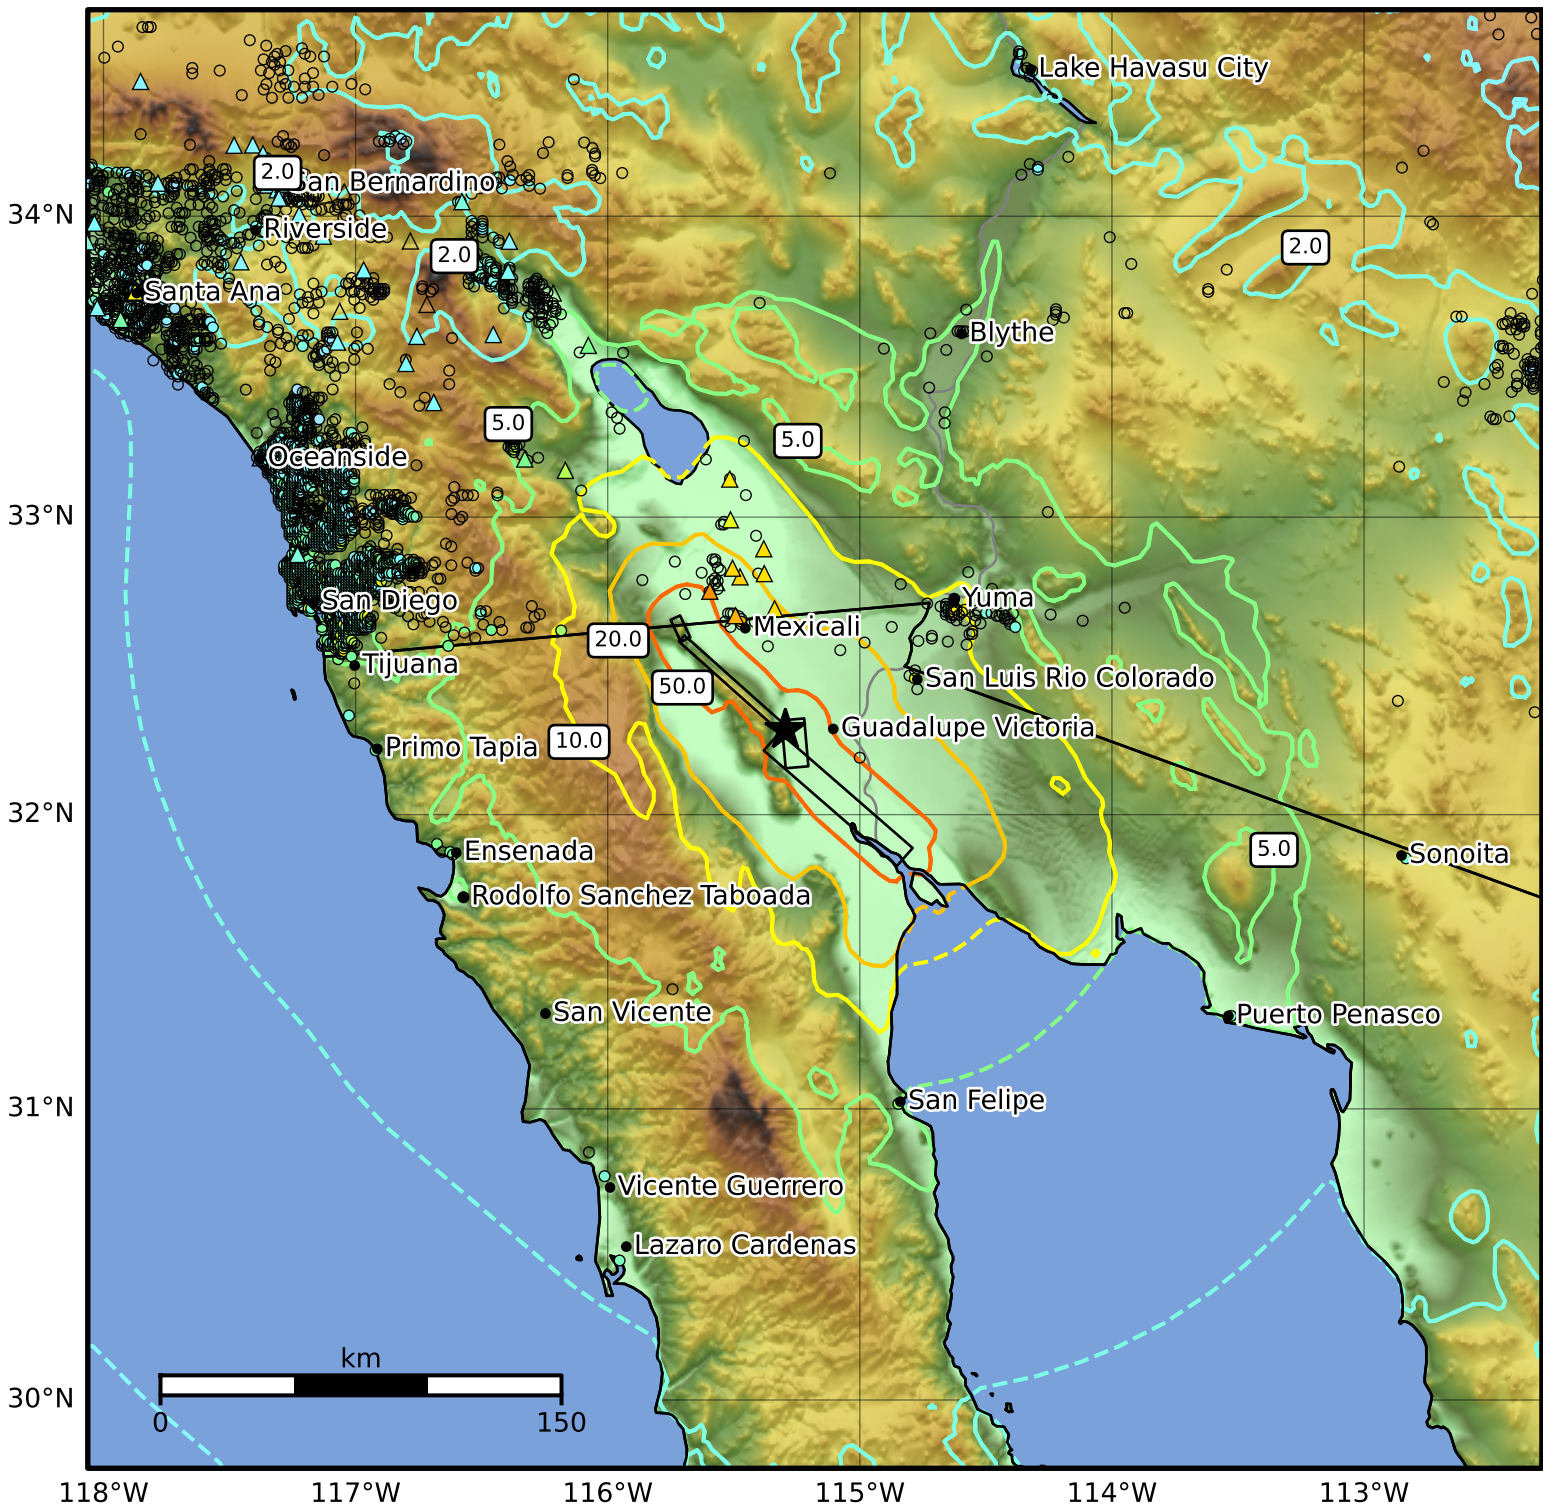 Lake Havasu City
2.0
San Bernardino
34°N
Riverside
2.0
2.0
Santa Ana
Blythe
5.0
5.0
Oceanside
33°N
San Diego
Yuma
Mexicali
20.0
Tijuana
San Luis Rio Colorado
50.0
Guadalupe Victoria
10.0
Primo Tapia
32°N
Ensenada
5.0
Sonoita
Rodolfo Sanchez Taboada
San Vicente
Puerto Penasco
31°N
San Felipe
Vicente Guerrero
Lazaro Cardenas
km
30°N
0 150
118°W 117°W 116°W 115°W 114°W 113°W